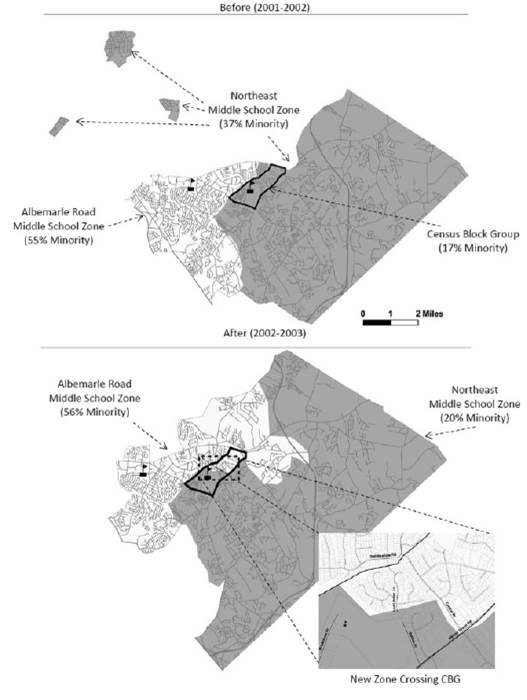 Before (2001-2002)
Northeast
Middle School Zone
(37% Minority)
Albemarle Road
Middle School Zone
(55% Minority)
Census Block Group
(17% Minority)
0 1 2 Miles
After (2002-2003)
Albemarle Road
Middle School Zone
(56% Minority)
Northeast
Middle School Zone
(20% Minority)
New Zone Crossing CBG